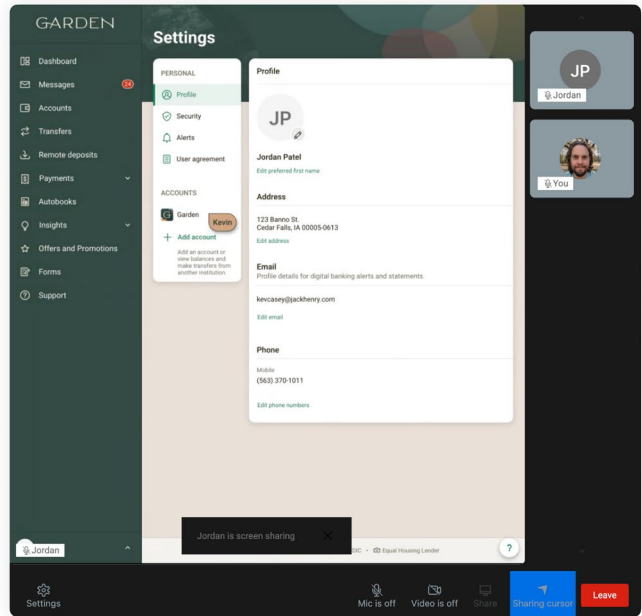 GARDEN
Dashboard
Messages
24
Accounts
Transfers
Remote deposits
Payments
Autobooks
Insights
Offers and Promotions
Forms
Support
Jordan
Settings
PERSONAL
Profile
Security
Alerts
User agreement
ACCOUNTS
G Garden
Kevin
+ Add account
Add an account or
view balances and
make transfers from
another institution.
Profile
JP
Jordan Patel
Edit preferred first name
Address
123 Banno St.
Cedar Falls, IA 00005-0613
Edit address
Email
Profile details for digital banking alerts and statements.
kevcasey@jackhenry.com
Edit email
Phone
Mobile
(563) 370-1011
Edit phone numbers
Jordan is screen sharing
DIC • Equal Housing Lender
?
JP
Jordan
You
Settings
Mic is off
Video is off
Share
Sharing cursor
Leave